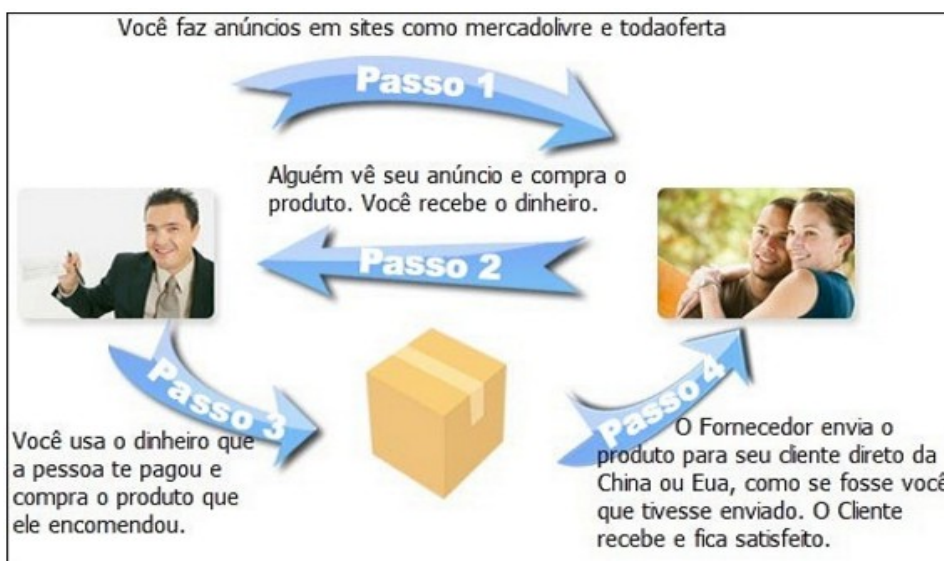 Você faz anúncios em sites como mercadolivre e todaoferta
Passo 1
Alguém vê seu anúncio e compra o
produto. Você recebe o dinheiro.
Passo 2
Passo 3
Você usa o dinheiro que
a pessoa te pagou e
compra o produto que
ele encomendou.
Passo 4
O Fornecedor envia o
produto para seu cliente direto da
China ou Eua, como se fosse você
que tivesse enviado. O Cliente
recebe e fica satisfeito.